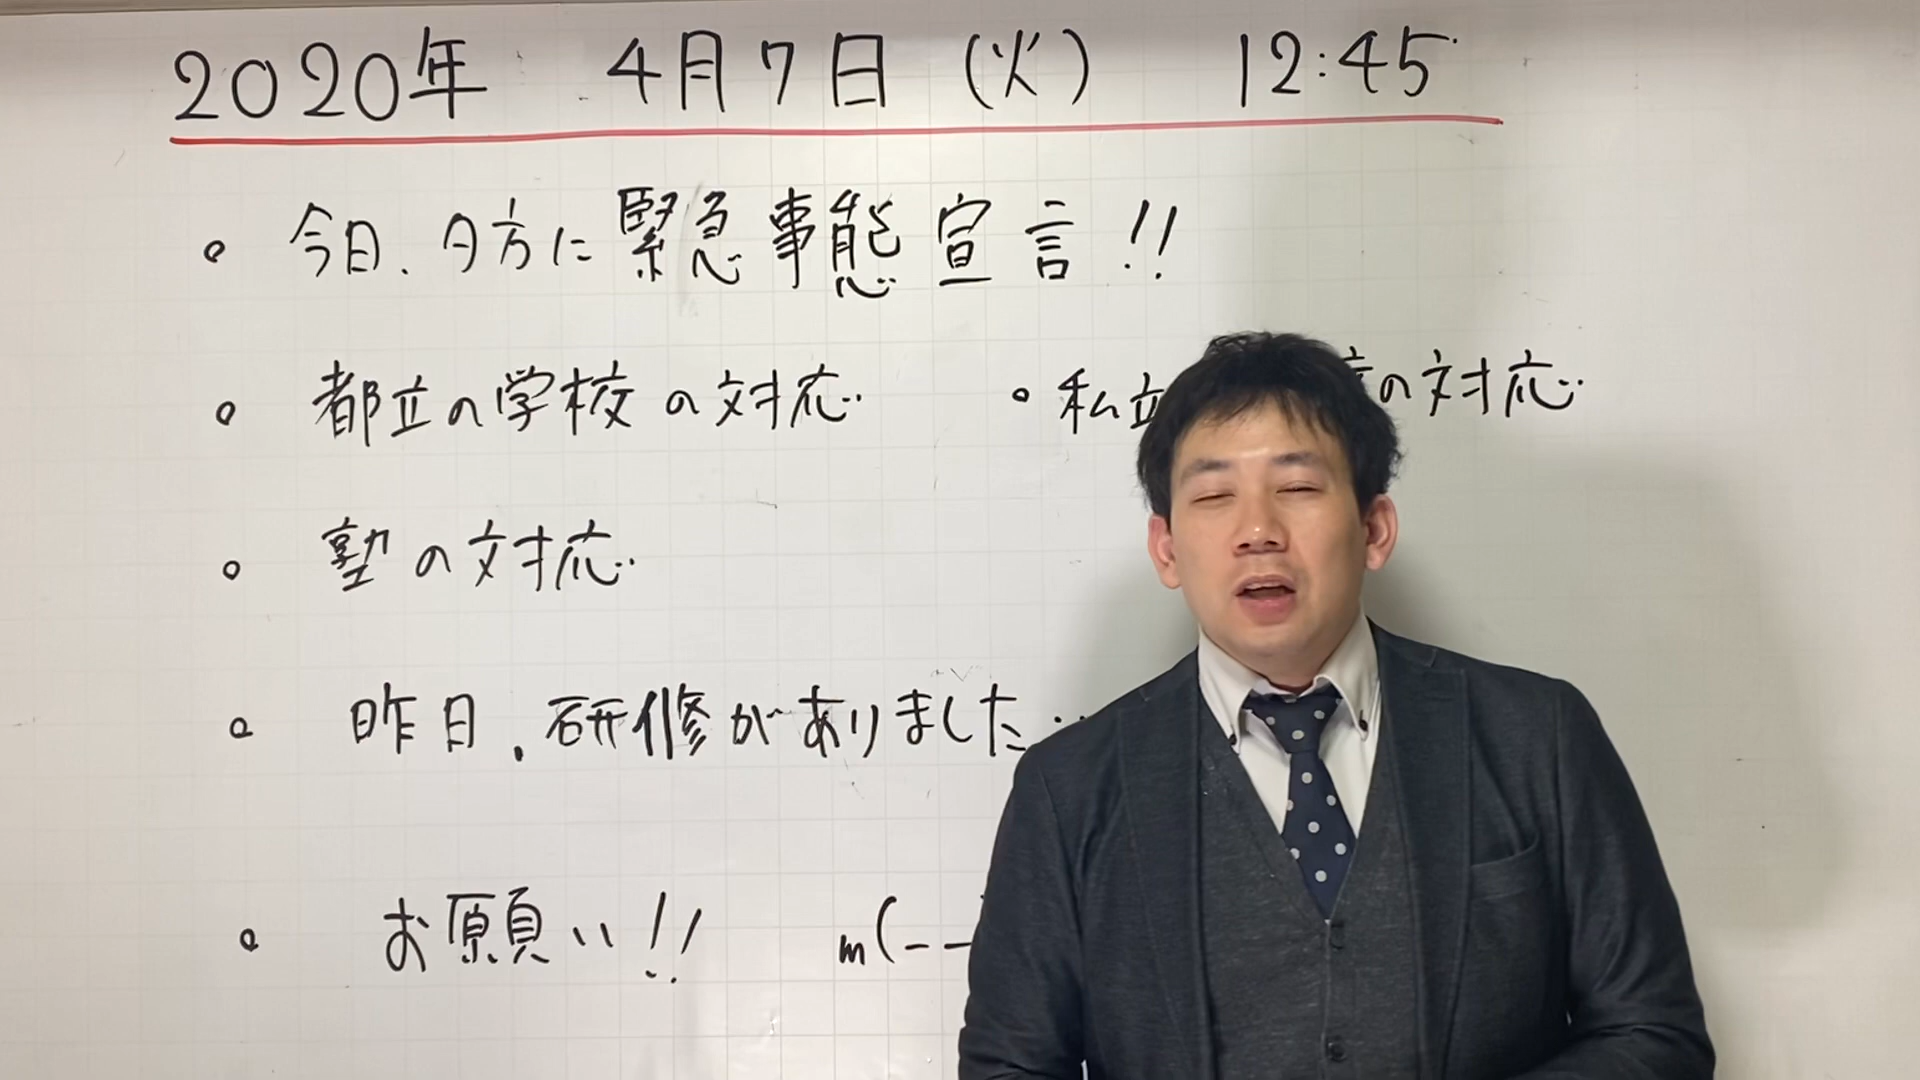 2020年 4月7日(火) 12:45
。今日、夕方に緊急事態宣言!!
。都立の学校の対応 。私立 の対応
。塾の対応
。昨日、研修がありました…
。お願い!! m(--